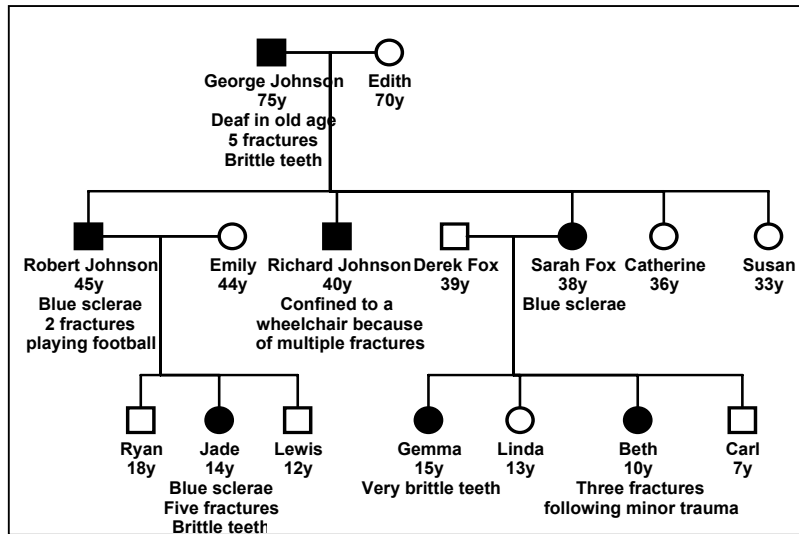 George Johnson
75y
Deaf in old age
5 fractures
Brittle teeth
Edith
70y
Robert Johnson
45y
Blue sclerae
2 fractures
playing football
Emily
44y
Richard Johnson
40y
Confined to a
wheelchair because
of multiple fractures
Derek Fox
39y
Sarah Fox
38y
Blue sclerae
Catherine
36y
Susan
33y
Ryan
18y
Jade
14y
Blue sclerae
Five fractures
Brittle teeth
Lewis
12y
Gemma
15y
Very brittle teeth
Linda
13y
Beth
10y
Three fractures
following minor trauma
Carl
7y